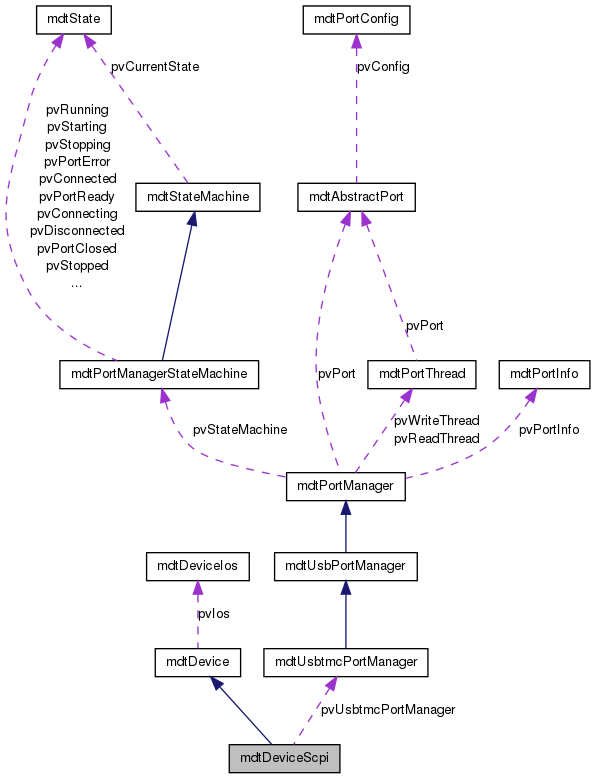 mdtState
mdtPortConfig
pvCurrentState
pvConfig
pvRunning
pvStarting
pvStopping
pvPortError
pvConnected
pvPortReady
pvConnecting
pvDisconnected
pvPortClosed
pvStopped
...
mdtStateMachine
mdtAbstractPort
pvPort
mdtPortManagerStateMachine
pvPort
mdtPortThread
mdtPortInfo
pvStateMachine
pvWriteThread
pvReadThread
pvPortInfo
mdtPortManager
mdtDeviceIos
mdtUsbPortManager
pvIos
mdtDevice
mdtUsbtmcPortManager
pvUsbtmcPortManager
mdtDeviceScpi